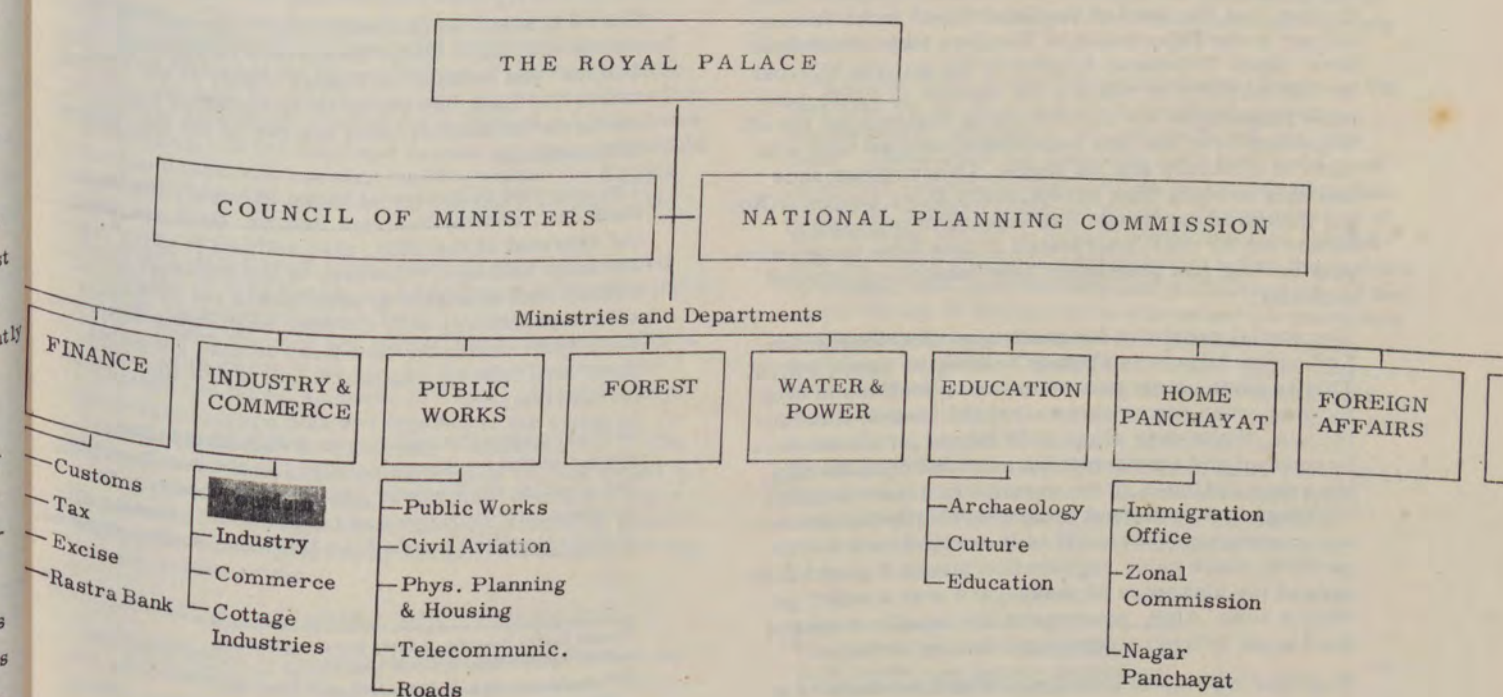 THE ROYAL PALACE
COUNCIL OF MINISTERS
NATIONAL PLANNING COMMISSION
Ministries and Departments
FINANCE
Customs
Tax
Excise
Rastra Bank
INDUSTRY &
COMMERCE
Industry
Commerce
Cottage
Industries
PUBLIC
WORKS
Public Works
Civil Aviation
Phys. Planning
& Housing
Telecommunic.
Roads
FOREST
WATER &
POWER
EDUCATION
Archaeology
Culture
Education
HOME
PANCHAYAT
Immigration
Office
Zonal
Commission
Nagar
Panchayat
FOREIGN
AFFAIRS